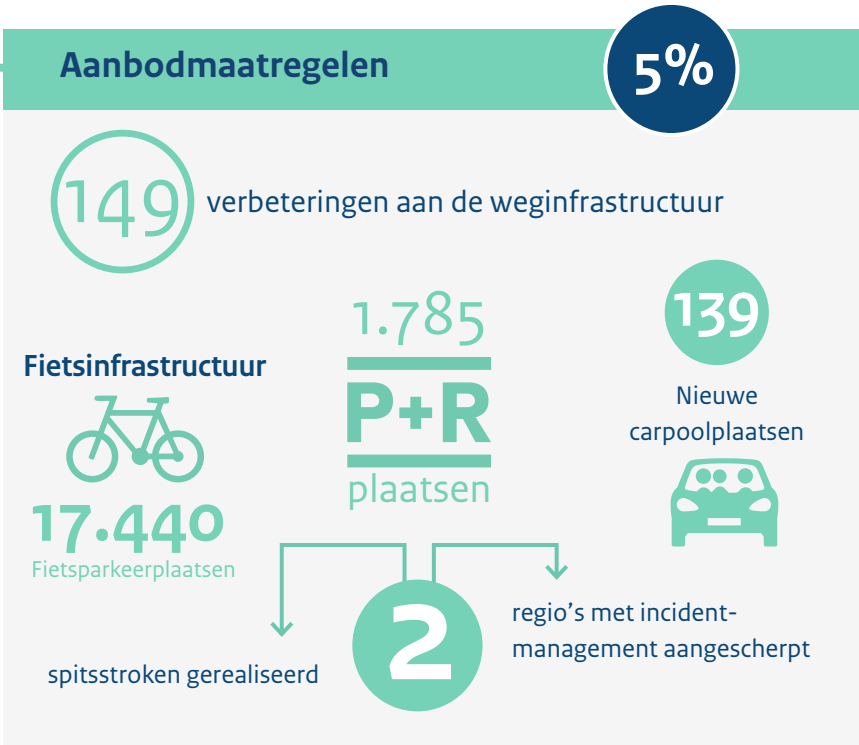 Aanbodmaatregelen
5%
149
verbeteringen aan de weginfrastructuur
Fietsinfrastructuur
17.440
Fietsparkeerplaatsen
1.785
P+R
plaatsen
139
Nieuwe
carpoolplaatsen
2
spitsstroken gerealiseerd
regio's met incident-
management aangescherpt